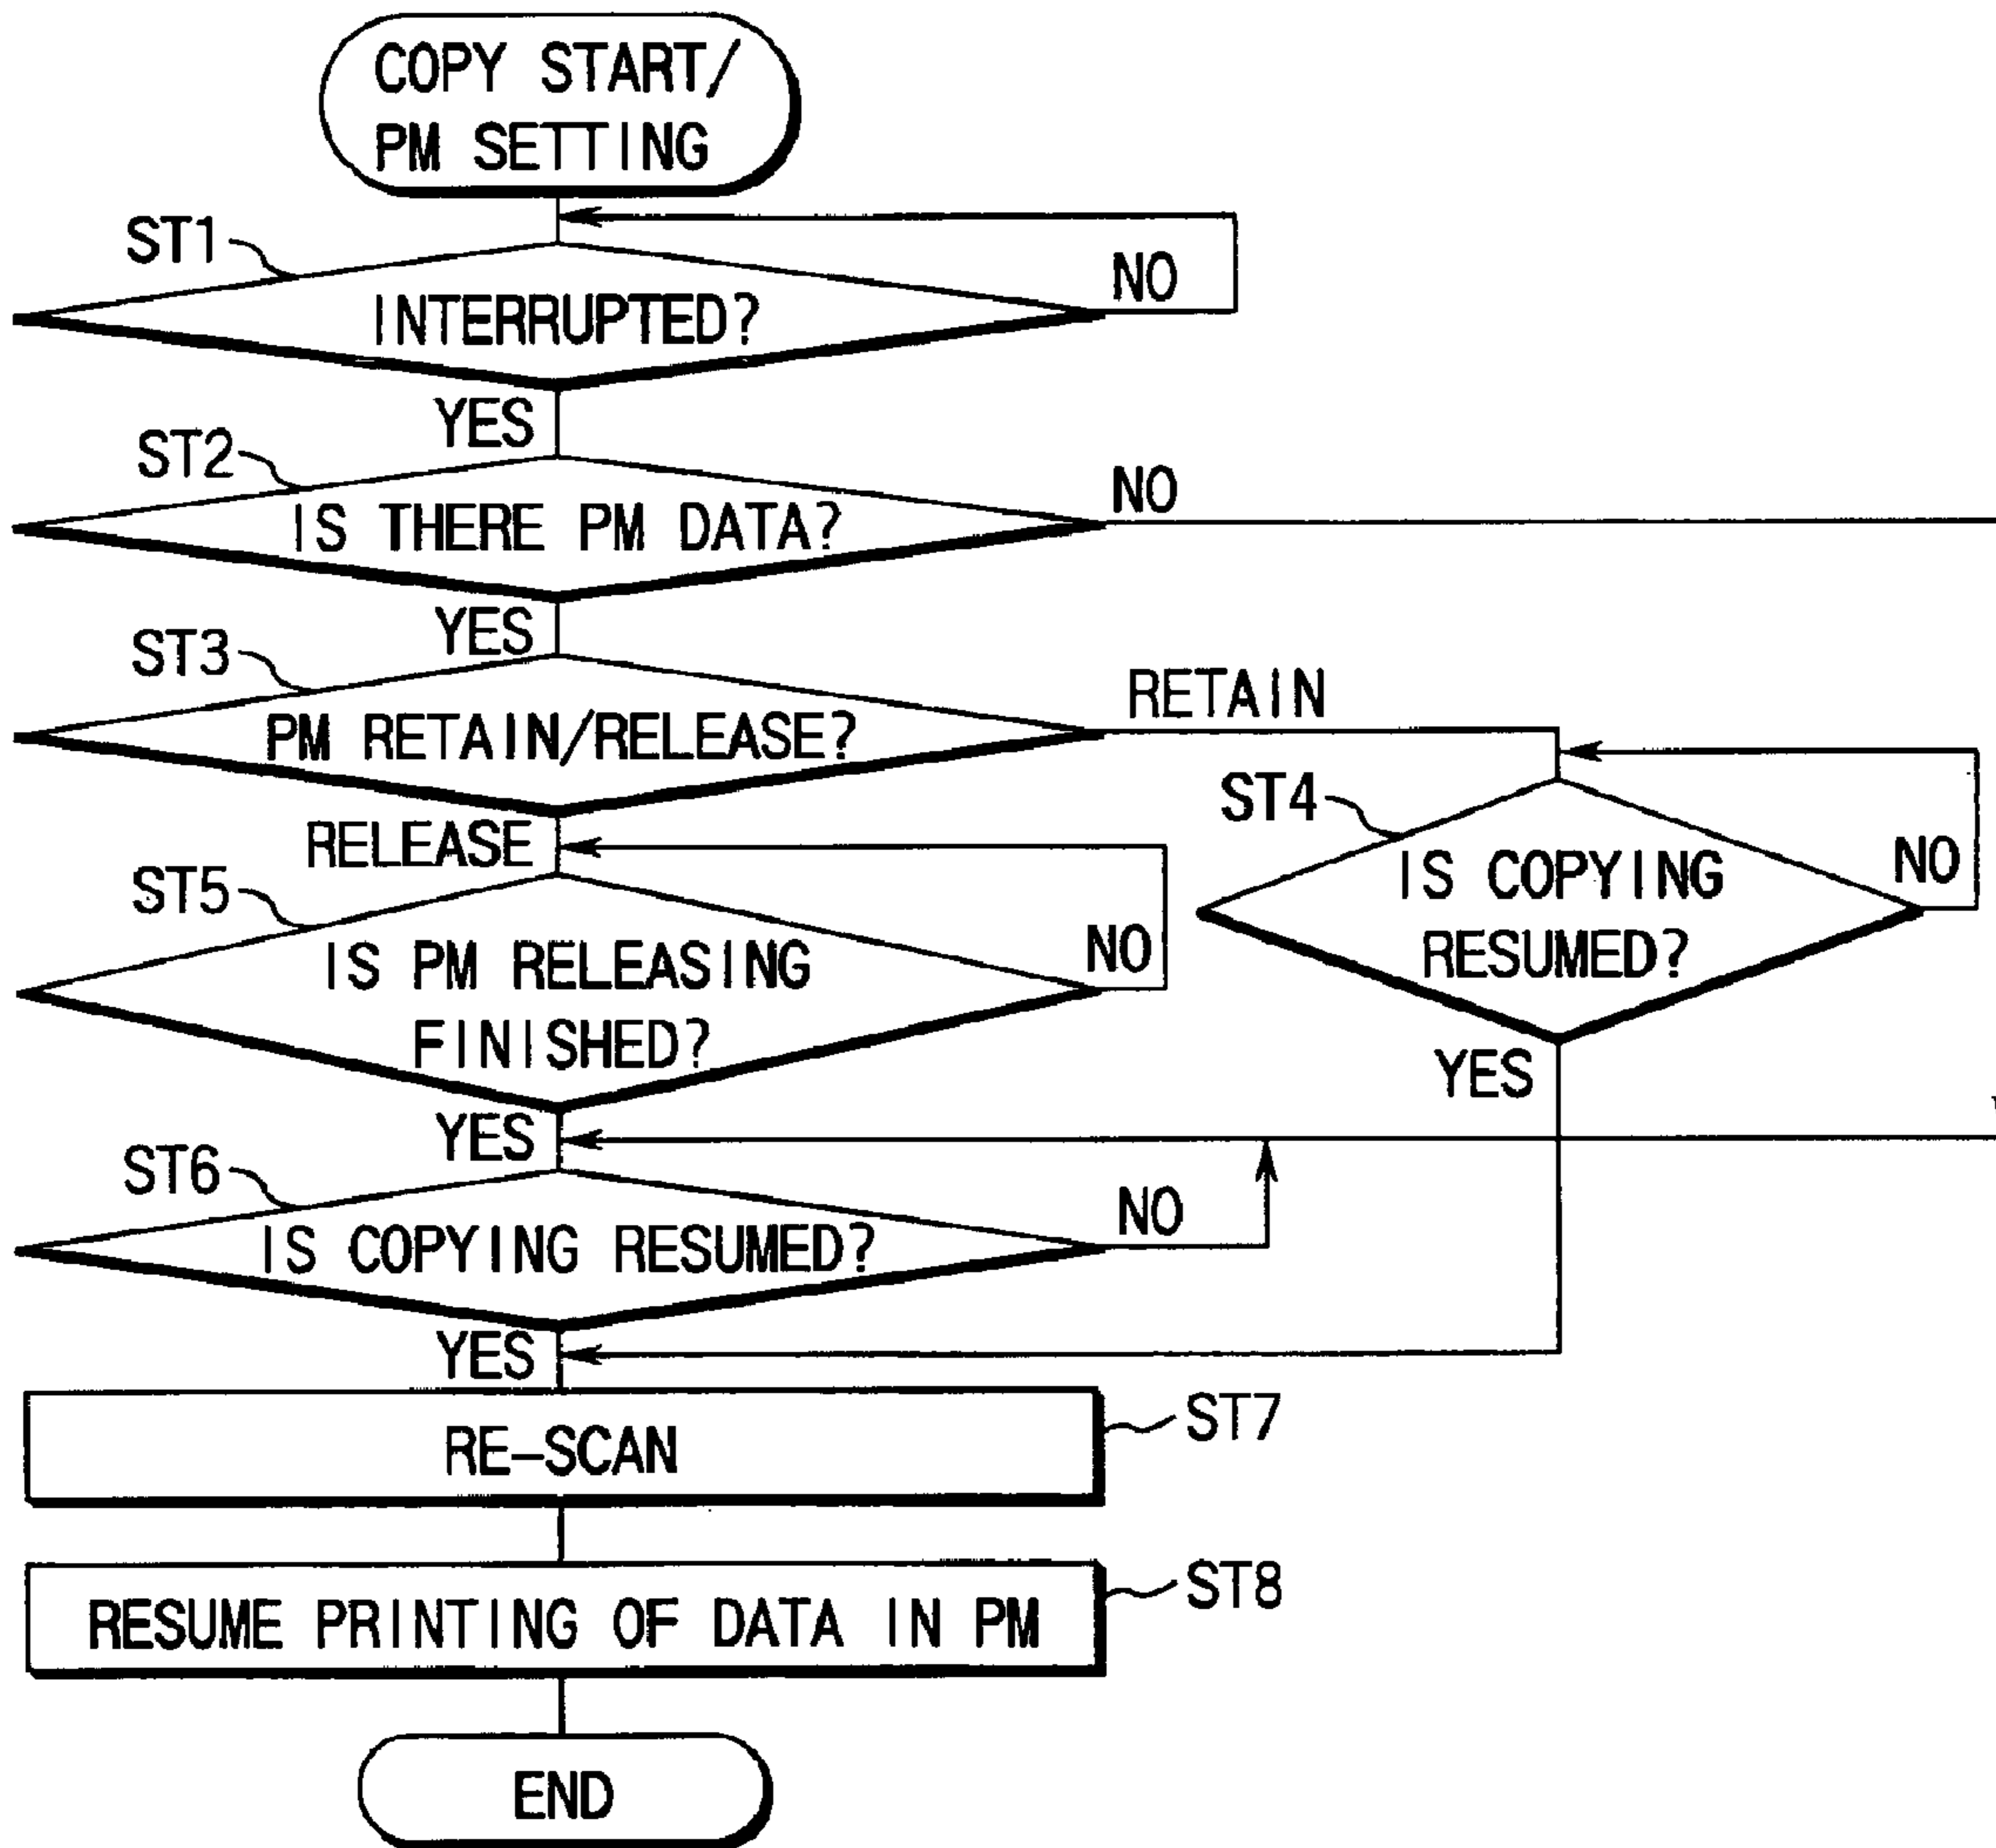 COPY START/
PM SETTING
ST1
INTERRUPTED?
NO
YES
ST2
IS THERE PM DATA?
NO
YES
ST3
PM RETAIN/RELEASE?
RETAIN
RELEASE
ST4
IS COPYING
RESUMED?
NO
YES
ST5
IS PM RELEASING
FINISHED?
NO
YES
ST6
IS COPYING RESUMED?
NO
YES
RE-SCAN
ST7
RESUME PRINTING OF DATA IN PM
ST8
END